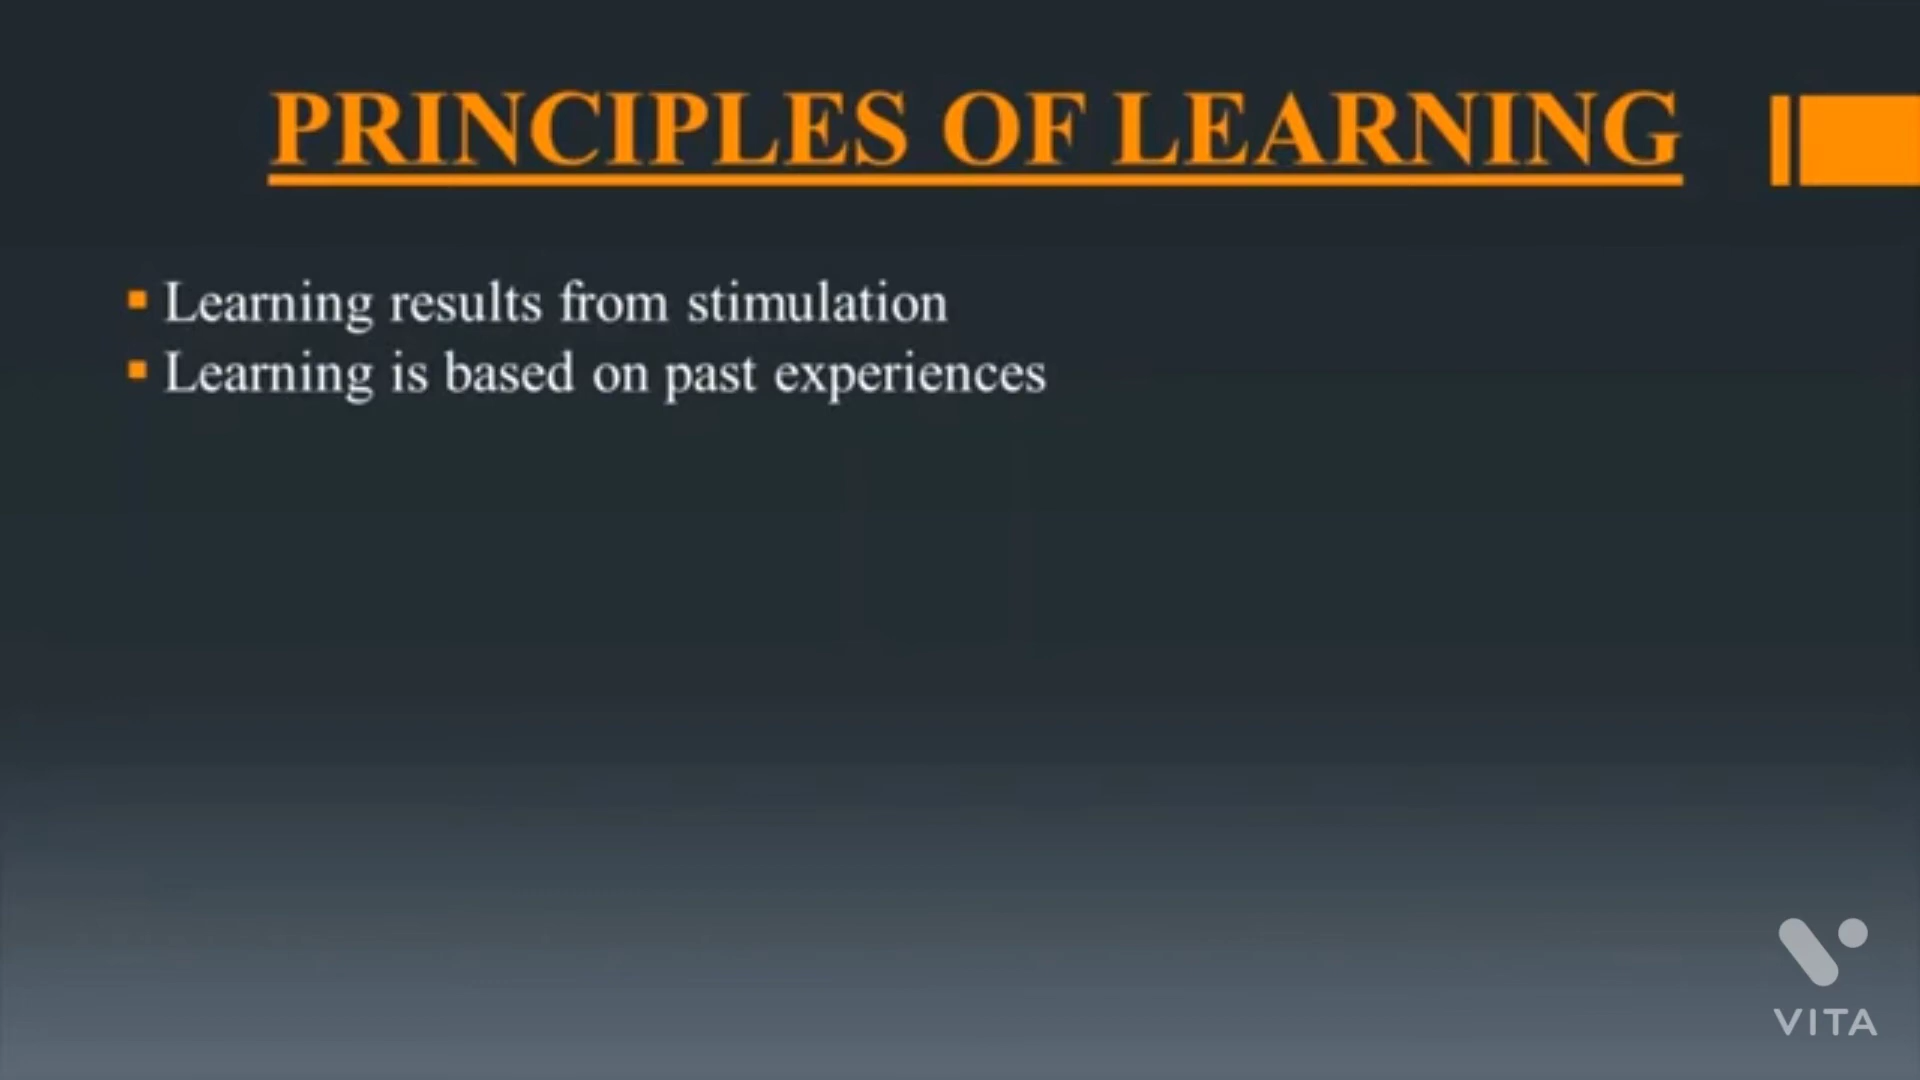 PRINCIPLES OF LEARNING
Learning results from stimulation
Learning is based on past experiences
VITA